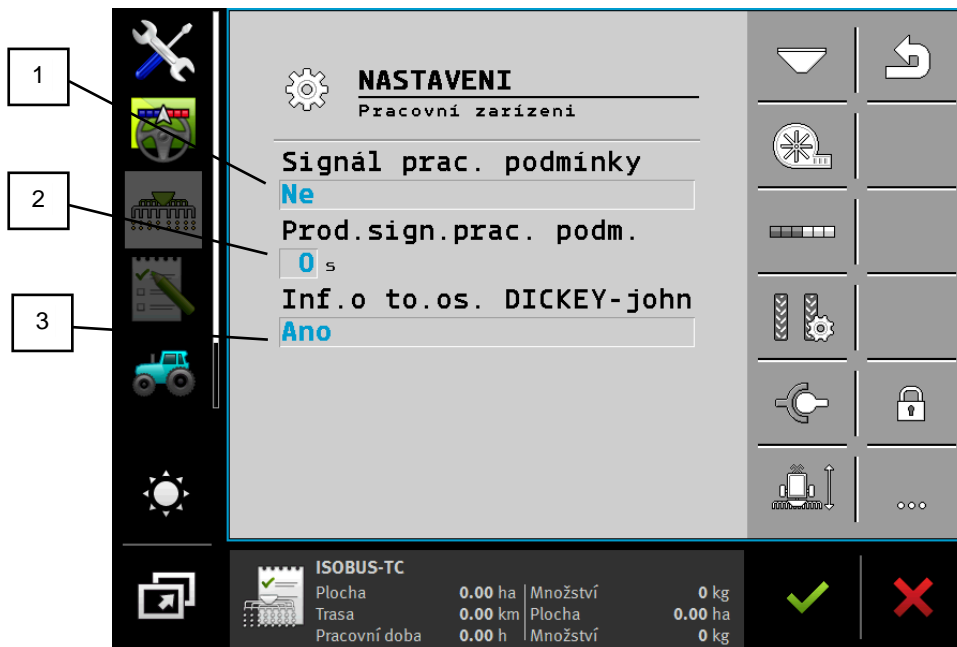 1
2
3
NASTAVENI
Pracovní zarízeni
Signál prac. podmínky
Ne
Prod.sign.prac. podm.
0 s
Inf.o to.os. DICKEY-john
Ano
ISOBUS-TC
Plocha 0.00 ha Množství 0 kg
Trasa 0.00 km Plocha 0.00 ha
Pracovní doba 0.00 h Množství 0 kg